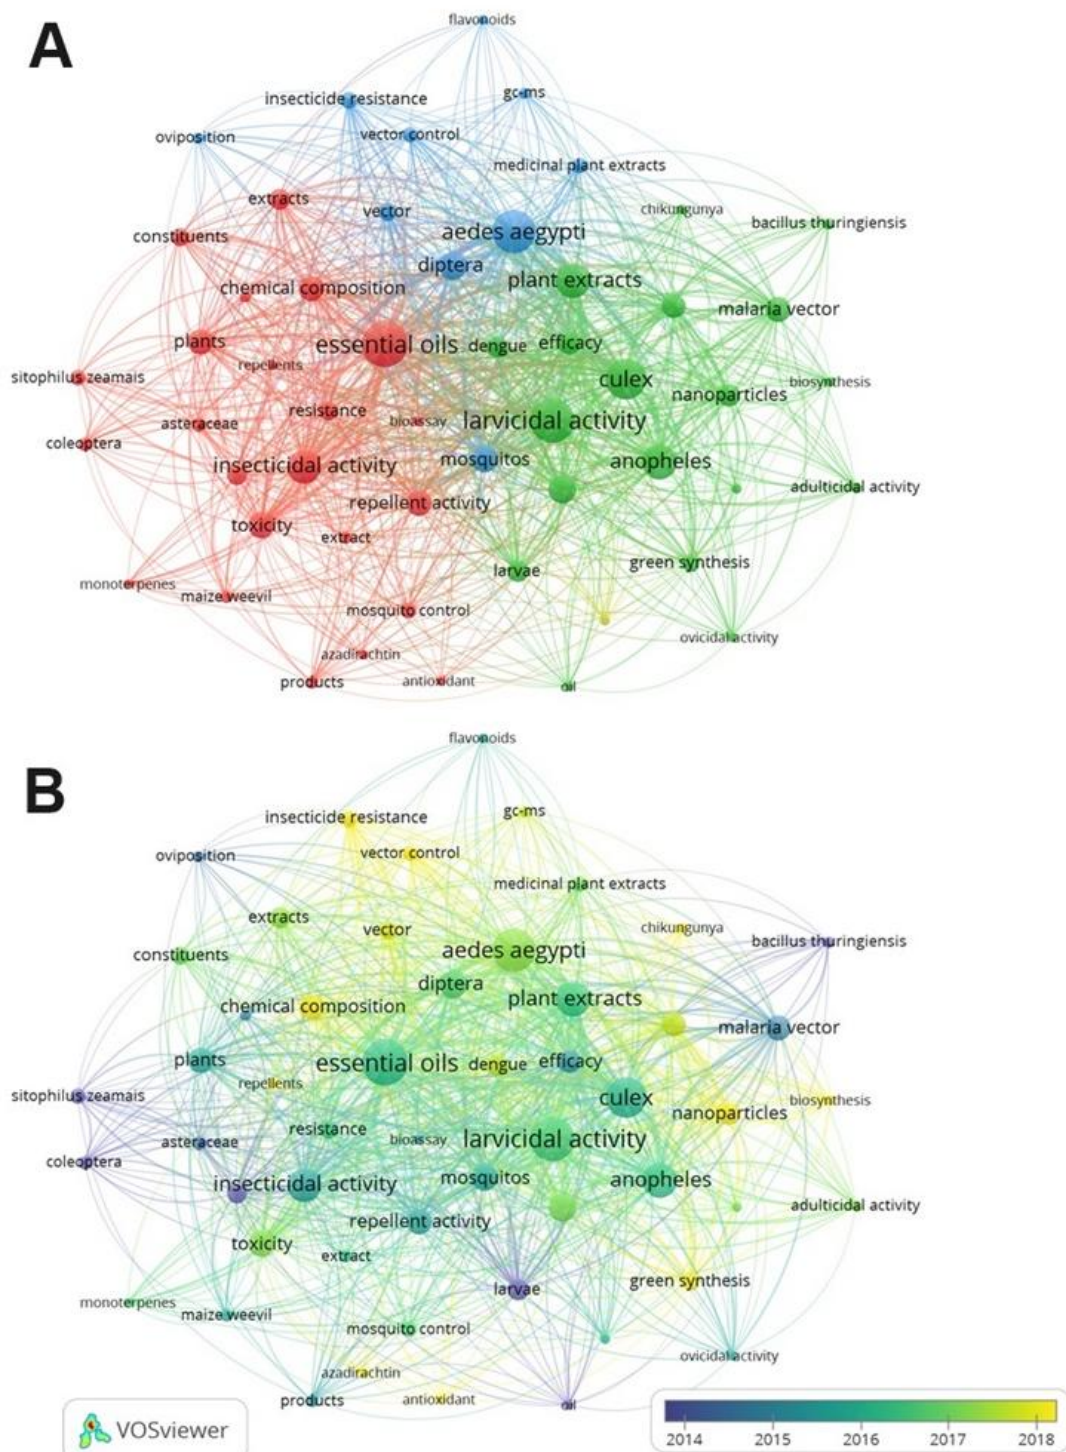 A
flavonoids
insecticide resistance
gc-ms
oviposition
vector control
medicinal plant extracts
extracts
vector
chikungunya
bacillus thuringiensis
constituents
aedes aegypti
diptera
chemical composition
plant extracts
malaria vector
plants
essential oils
dengue
efficacy
repellents
sitophilus zeamais
culex
biosynthesis
nanoparticles
resistance
asteraceae
bioassay
larvicidal activity
coleoptera
insecticidal activity
mosquitos
anopheles
adulticidal activity
repellent activity
toxicity
extract
larvae
green synthesis
monoterpenes
maize weevil
mosquito control
ovicidal activity
azadirachtin
products
antioxidant
oil
B
flavonoids
insecticide resistance
gc-ms
oviposition
vector control
medicinal plant extracts
extracts
vector
chikungunya
bacillus thuringiensis
constituents
aedes aegypti
diptera
chemical composition
plant extracts
malaria vector
plants
essential oils
dengue
efficacy
repellents
sitophilus zeamais
culex
biosynthesis
nanoparticles
resistance
asteraceae
bioassay
larvicidal activity
coleoptera
insecticidal activity
mosquitos
anopheles
adulticidal activity
repellent activity
toxicity
extract
larvae
green synthesis
monoterpenes
maize weevil
mosquito control
ovicidal activity
azadirachtin
products
antioxidant
oil
VOSviewer
2014 2015 2016 2017 2018